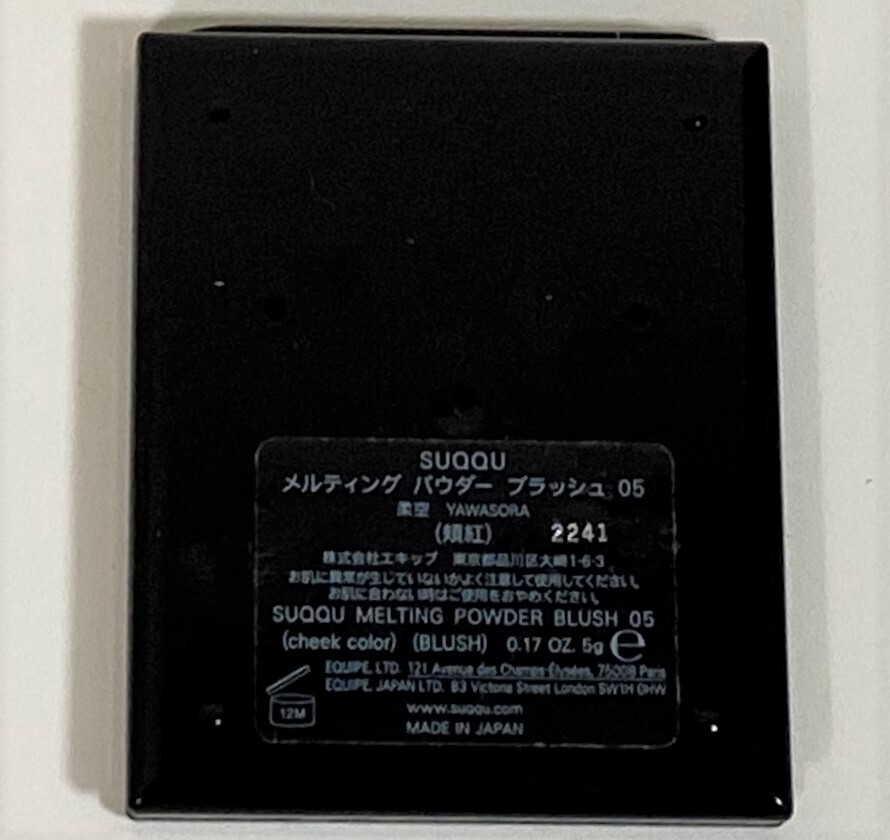 SUQQU
メルティング パウダー ブラッシュ 05
柔空 YAWASORA
(頬紅) 2241
株式会社エキップ 東京都品川区大崎1-6-3
お肌に異常が生じていないかよく注意して使用してください。
お肌に合わない時はご使用をおやめください。
SUQQU MELTING POWDER BLUSH 05
(cheek color) (BLUSH) 0.17 OZ. 5g e
EQUIPE, LTD. 121 Avenue des Champs-Élysées, 75008 Paris
EQUIPE JAPAN LTD. 83 Victoria Street London SW1H 0HW
12M
www.suqqu.com
MADE IN JAPAN